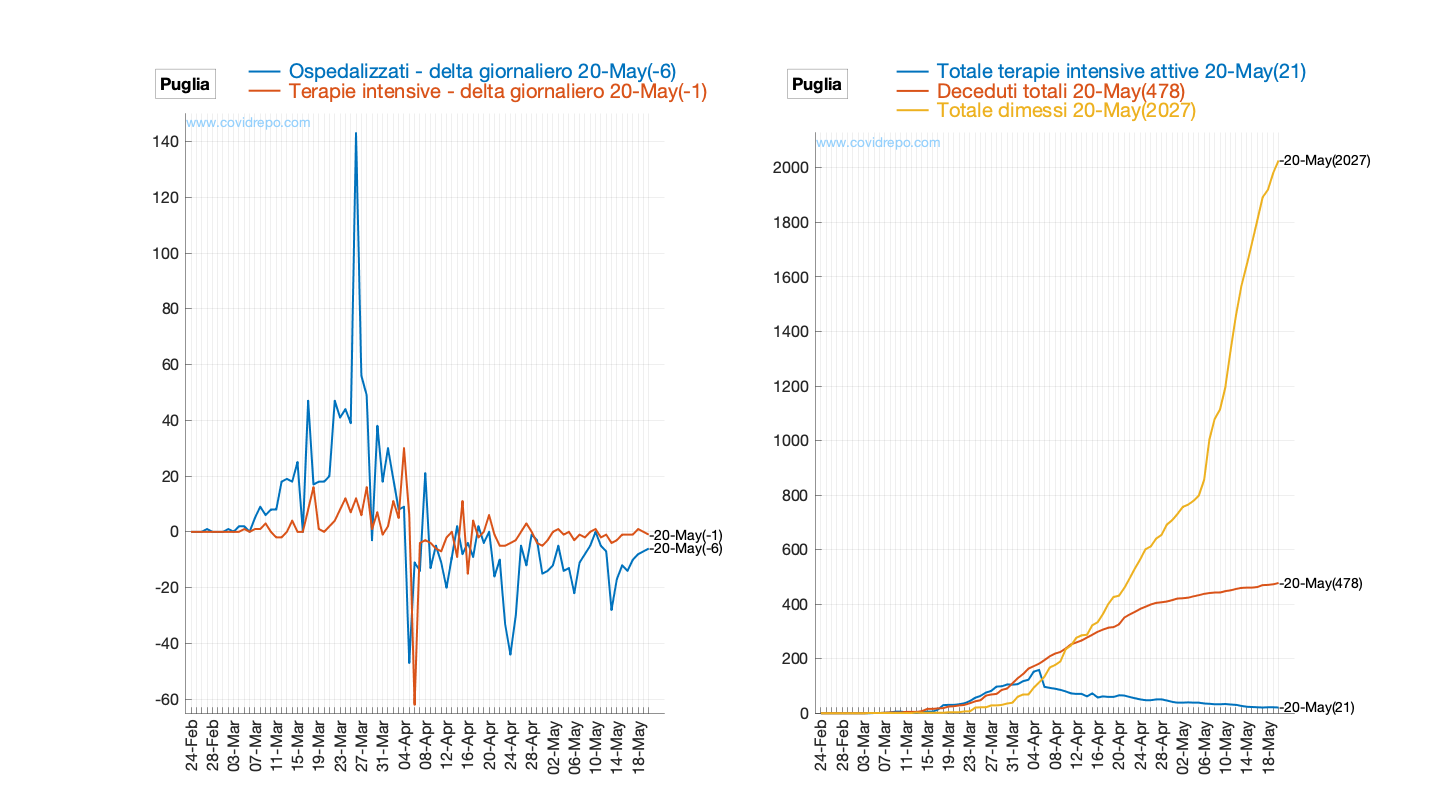 Puglia
Ospedalizzati - delta giornaliero 20-May(-6)
Terapie intensive - delta giornaliero 20-May(-1)
www.covidrepo.com
140
120
100
80
60
40
20
0
-20
-40
-60
-20-May(-1)
-20-May(-6)
24-Feb
28-Feb
03-Mar
07-Mar
11-Mar
15-Mar
19-Mar
23-Mar
27-Mar
31-Mar
04-Apr
08-Apr
12-Apr
16-Apr
20-Apr
24-Apr
28-Apr
02-May
06-May
10-May
14-May
18-May
Puglia
Totale terapie intensive attive 20-May(21)
Deceduti totali 20-May(478)
Totale dimessi 20-May(2027)
www.covidrepo.com
2000
1800
1600
1400
1200
1000
800
600
400
200
0
-20-May(2027)
-20-May(478)
-20-May(21)
24-Feb
28-Feb
03-Mar
07-Mar
11-Mar
15-Mar
19-Mar
23-Mar
27-Mar
31-Mar
04-Apr
08-Apr
12-Apr
16-Apr
20-Apr
24-Apr
28-Apr
02-May
06-May
10-May
14-May
18-May